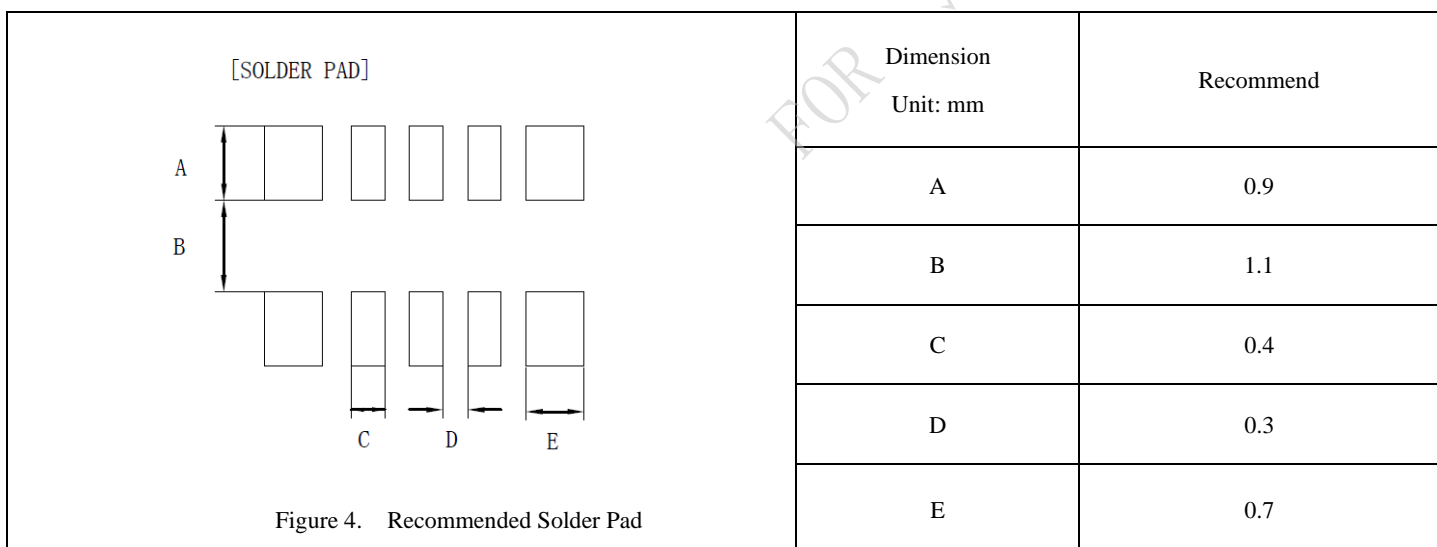 [SOLDER PAD]
A
B
C D E
Figure 4. Recommended Solder Pad
Dimension
Unit: mm
Recommend
A 0.9
B 1.1
C 0.4
D 0.3
E 0.7
FOR